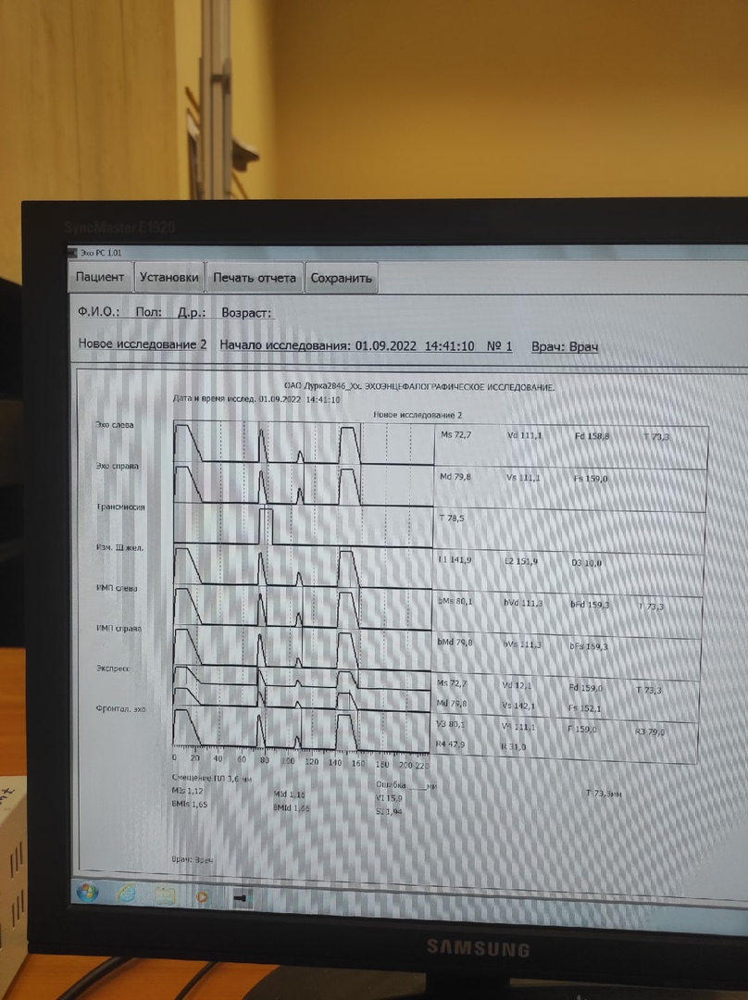 SyncMaster E1920
Эхо PC 1.01
Пациент Установки Печать отчета Сохранить
Ф.И.О.: Пол: Д.р.: Возраст:
Новое исследование 2 Начало исследования: 01.09.2022 14:41:10 № 1 Врач: Врач
ОАО Дурка2846_Xx. ЭХОЭНЦЕФАЛОГРАФИЧЕСКОЕ ИССЛЕДОВАНИЕ.
Дата и время исслед. 01.09.2022 14:41:10
Новое исследование 2
Эхо слева Ms 72,7 Vd 111,1 Fd 158,8 T 73,3
Эхо справа Md 79,8 Vs 111,1 Fs 159,0
Трансмиссия T 78,5
Изм. Ш жел. L1 141,9 L2 151,9 D3 10,0
ИМП слева bMs 80,1 bVd 111,3 bFd 159,3 T 73,3
ИМП справа bMd 79,8 bVs 111,3 bFs 159,3
Экспресс Ms 72,7 Vd 12,1 Fd 159,0 T 73,3
Md 79,8 Vs 142,1 Fs 152,1
Фронтал. эхо V3 80,1 V4 111,1 F 159,0 R3 79,0
R4 47,9 R 31,0
0 20 40 60 80 100 120 140 160 180 200 220
Смещение ПЛ 3,6 мм Ошибка____мм T 73,3мм
MIs 1,12 MId 1,16 VI 15,9
BMIs 1,65 BMId 1,66 SI 1,94
Врач: Врач
SAMSUNG